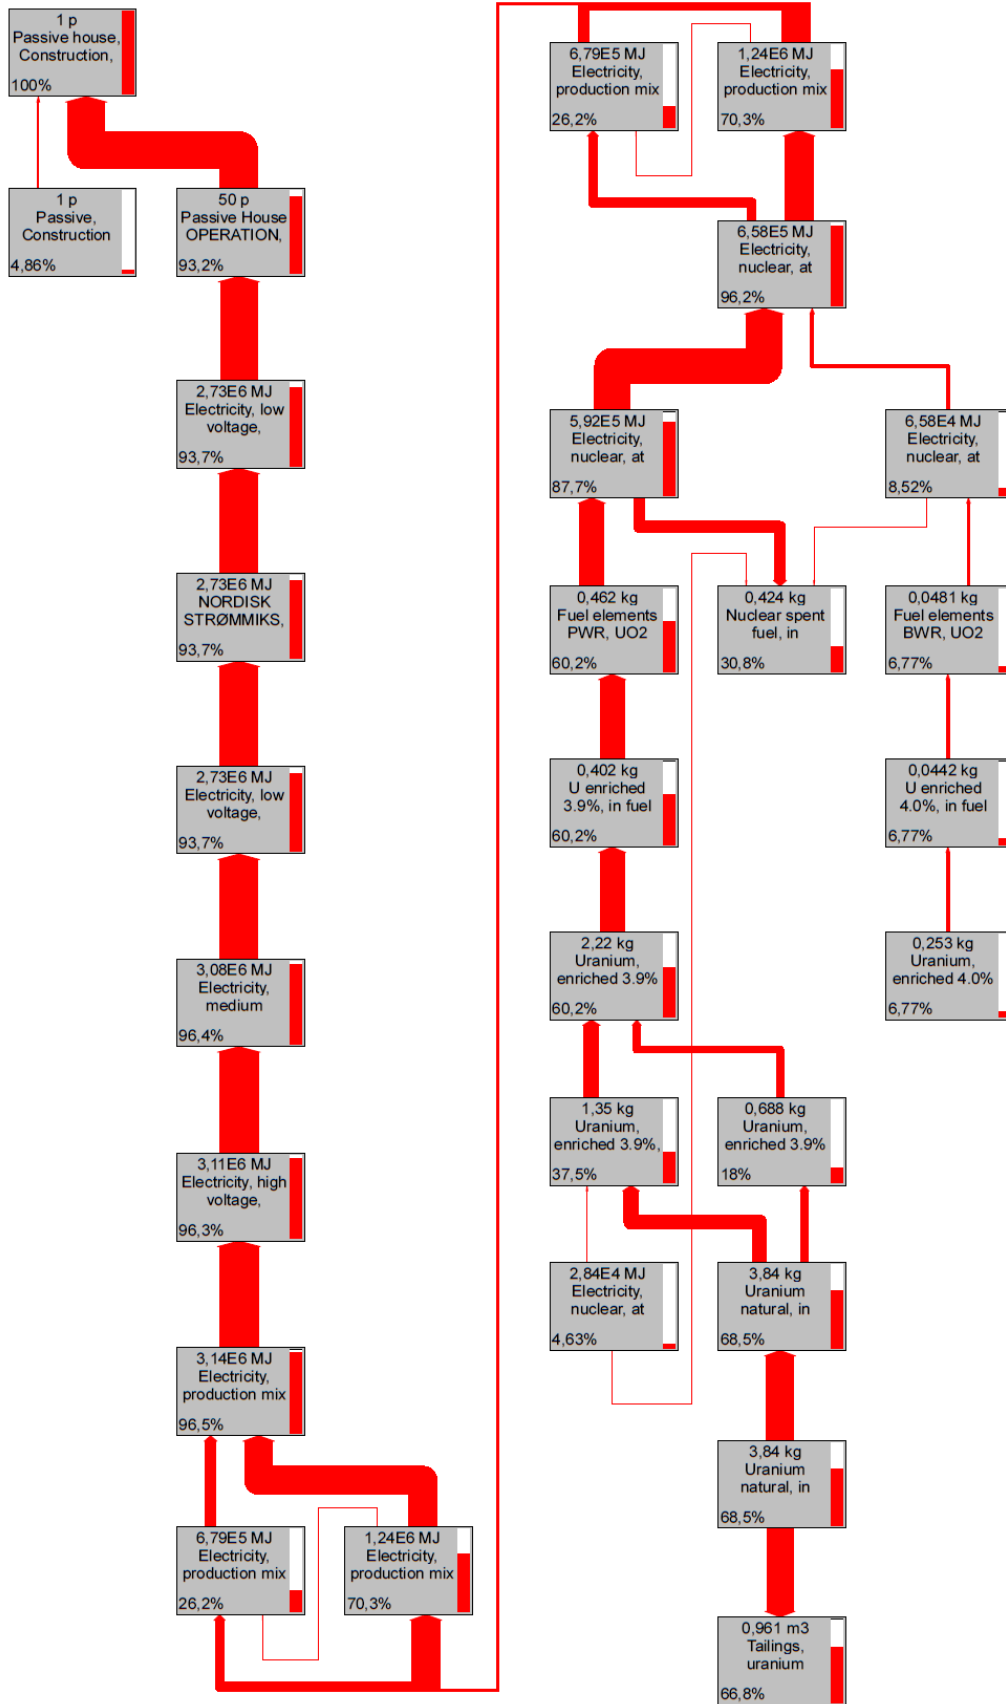 1 p
Passive house,
Construction,
100%
1 p
Passive,
Construction
4,86%
50 p
Passive House
OPERATION,
93,2%
2,73E6 MJ
Electricity, low
voltage,
93,7%
2,73E6 MJ
NORDISK
STRØMMIKS,
93,7%
2,73E6 MJ
Electricity, low
voltage,
93,7%
3,08E6 MJ
Electricity,
medium
96,4%
3,11E6 MJ
Electricity, high
voltage,
96,3%
3,14E6 MJ
Electricity,
production mix
96,5%
6,79E5 MJ
Electricity,
production mix
26,2%
1,24E6 MJ
Electricity,
production mix
70,3%
6,79E5 MJ
Electricity,
production mix
26,2%
1,24E6 MJ
Electricity,
production mix
70,3%
6,58E5 MJ
Electricity,
nuclear, at
96,2%
5,92E5 MJ
Electricity,
nuclear, at
87,7%
6,58E4 MJ
Electricity,
nuclear, at
8,52%
0,462 kg
Fuel elements
PWR, UO2
60,2%
0,424 kg
Nuclear spent
fuel, in
30,8%
0,0481 kg
Fuel elements
BWR, UO2
6,77%
0,402 kg
U enriched
3.9%, in fuel
60,2%
0,0442 kg
U enriched
4.0%, in fuel
6,77%
2,22 kg
Uranium,
enriched 3.9%
60,2%
0,253 kg
Uranium,
enriched 4.0%
6,77%
1,35 kg
Uranium,
enriched 3.9%,
37,5%
0,688 kg
Uranium,
enriched 3.9%
18%
2,84E4 MJ
Electricity,
nuclear, at
4,63%
3,84 kg
Uranium
natural, in
68,5%
3,84 kg
Uranium
natural, in
68,5%
0,961 m3
Tailings,
uranium
66,8%